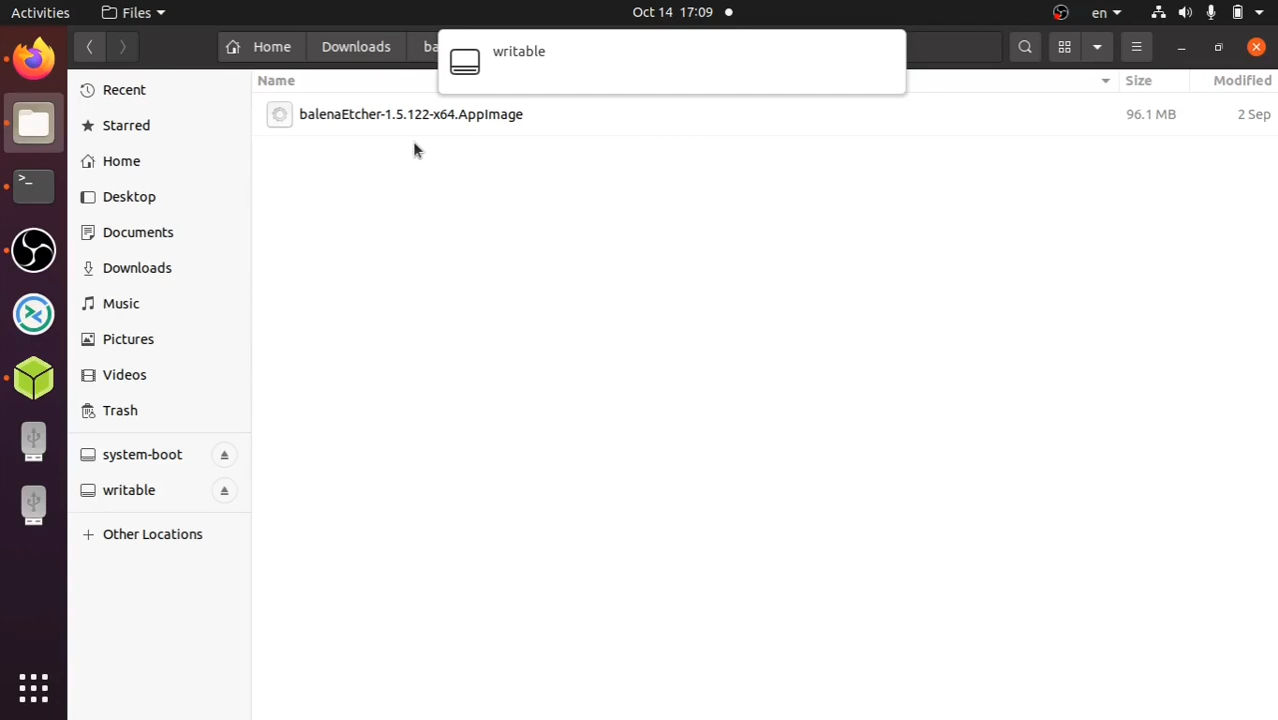 Activities
Files
Oct 14 17:09
en
Home
Downloads
ba
writable
Name
Size
Modified
balenaEtcher-1.5.122-x64.AppImage
96.1 MB
2 Sep
Recent
Starred
Home
Desktop
Documents
Downloads
Music
Pictures
Videos
Trash
system-boot
writable
Other Locations